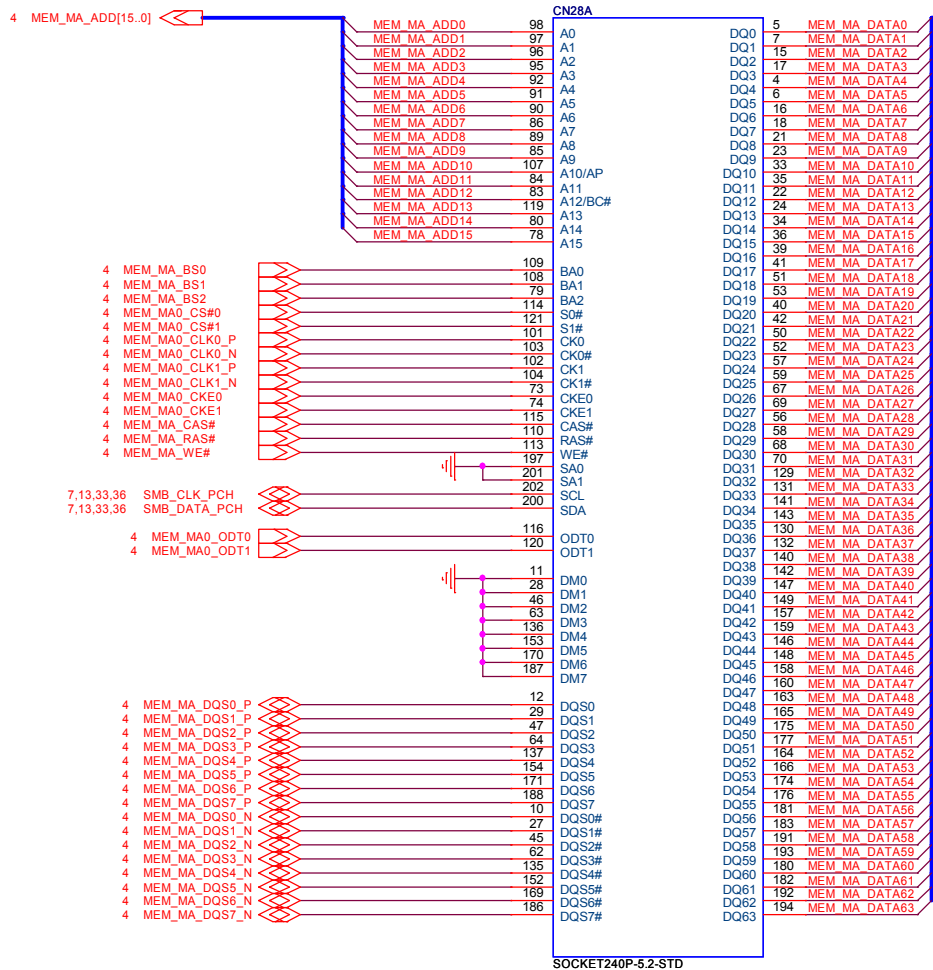 CN28A
4 MEM_MA_ADD[15..0]
MEM_MA_ADD0 98 A0 DQ0 5 MEM_MA_DATA0
MEM_MA_ADD1 97 A1 DQ1 7 MEM_MA_DATA1
MEM_MA_ADD2 96 A2 DQ2 15 MEM_MA_DATA2
MEM_MA_ADD3 95 A3 DQ3 17 MEM_MA_DATA3
MEM_MA_ADD4 92 A4 DQ4 4 MEM_MA_DATA4
MEM_MA_ADD5 91 A5 DQ5 6 MEM_MA_DATA5
MEM_MA_ADD6 90 A6 DQ6 16 MEM_MA_DATA6
MEM_MA_ADD7 86 A7 DQ7 18 MEM_MA_DATA7
MEM_MA_ADD8 89 A8 DQ8 21 MEM_MA_DATA8
MEM_MA_ADD9 85 A9 DQ9 23 MEM_MA_DATA9
MEM_MA_ADD10 107 A10/AP DQ10 33 MEM_MA_DATA10
MEM_MA_ADD11 84 A11 DQ11 35 MEM_MA_DATA11
MEM_MA_ADD12 83 A12/BC# DQ12 22 MEM_MA_DATA12
MEM_MA_ADD13 119 A13 DQ13 24 MEM_MA_DATA13
MEM_MA_ADD14 80 A14 DQ14 34 MEM_MA_DATA14
MEM_MA_ADD15 78 A15 DQ15 36 MEM_MA_DATA15
DQ16 39 MEM_MA_DATA16
4 MEM_MA_BS0 109 BA0 DQ17 41 MEM_MA_DATA17
4 MEM_MA_BS1 108 BA1 DQ18 51 MEM_MA_DATA18
4 MEM_MA_BS2 79 BA2 DQ19 53 MEM_MA_DATA19
4 MEM_MA0_CS#0 114 S0# DQ20 40 MEM_MA_DATA20
4 MEM_MA0_CS#1 121 S1# DQ21 42 MEM_MA_DATA21
4 MEM_MA0_CLK0_P 101 CK0 DQ22 50 MEM_MA_DATA22
4 MEM_MA0_CLK0_N 103 CK0# DQ23 52 MEM_MA_DATA23
4 MEM_MA0_CLK1_P 102 CK1 DQ24 57 MEM_MA_DATA24
4 MEM_MA0_CLK1_N 104 CK1# DQ25 59 MEM_MA_DATA25
4 MEM_MA0_CKE0 73 CKE0 DQ26 67 MEM_MA_DATA26
4 MEM_MA0_CKE1 74 CKE1 DQ27 69 MEM_MA_DATA27
4 MEM_MA_CAS# 115 CAS# DQ28 56 MEM_MA_DATA28
4 MEM_MA_RAS# 110 RAS# DQ29 58 MEM_MA_DATA29
4 MEM_MA_WE# 113 WE# DQ30 68 MEM_MA_DATA30
197 SA0 DQ31 70 MEM_MA_DATA31
201 SA1 DQ32 129 MEM_MA_DATA32
7,13,33,36 SMB_CLK_PCH 202 SCL DQ33 131 MEM_MA_DATA33
7,13,33,36 SMB_DATA_PCH 200 SDA DQ34 141 MEM_MA_DATA34
DQ35 143 MEM_MA_DATA35
4 MEM_MA0_ODT0 116 ODT0 DQ36 130 MEM_MA_DATA36
4 MEM_MA0_ODT1 120 ODT1 DQ37 132 MEM_MA_DATA37
DQ38 140 MEM_MA_DATA38
11 DM0 DQ39 142 MEM_MA_DATA39
28 DM1 DQ40 147 MEM_MA_DATA40
46 DM2 DQ41 149 MEM_MA_DATA41
63 DM3 DQ42 157 MEM_MA_DATA42
136 DM4 DQ43 159 MEM_MA_DATA43
153 DM5 DQ44 146 MEM_MA_DATA44
170 DM6 DQ45 148 MEM_MA_DATA45
187 DM7 DQ46 158 MEM_MA_DATA46
DQ47 160 MEM_MA_DATA47
4 MEM_MA_DQS0_P 12 DQS0 DQ48 163 MEM_MA_DATA48
4 MEM_MA_DQS1_P 29 DQS1 DQ49 165 MEM_MA_DATA49
4 MEM_MA_DQS2_P 47 DQS2 DQ50 175 MEM_MA_DATA50
4 MEM_MA_DQS3_P 64 DQS3 DQ51 177 MEM_MA_DATA51
4 MEM_MA_DQS4_P 137 DQS4 DQ52 164 MEM_MA_DATA52
4 MEM_MA_DQS5_P 154 DQS5 DQ53 166 MEM_MA_DATA53
4 MEM_MA_DQS6_P 171 DQS6 DQ54 174 MEM_MA_DATA54
4 MEM_MA_DQS7_P 188 DQS7 DQ55 176 MEM_MA_DATA55
4 MEM_MA_DQS0_N 10 DQS0# DQ56 181 MEM_MA_DATA56
4 MEM_MA_DQS1_N 27 DQS1# DQ57 183 MEM_MA_DATA57
4 MEM_MA_DQS2_N 45 DQS2# DQ58 191 MEM_MA_DATA58
4 MEM_MA_DQS3_N 62 DQS3# DQ59 193 MEM_MA_DATA59
4 MEM_MA_DQS4_N 135 DQS4# DQ60 180 MEM_MA_DATA60
4 MEM_MA_DQS5_N 152 DQS5# DQ61 182 MEM_MA_DATA61
4 MEM_MA_DQS6_N 169 DQS6# DQ62 192 MEM_MA_DATA62
4 MEM_MA_DQS7_N 186 DQS7# DQ63 194 MEM_MA_DATA63
SOCKET240P-5.2-STD